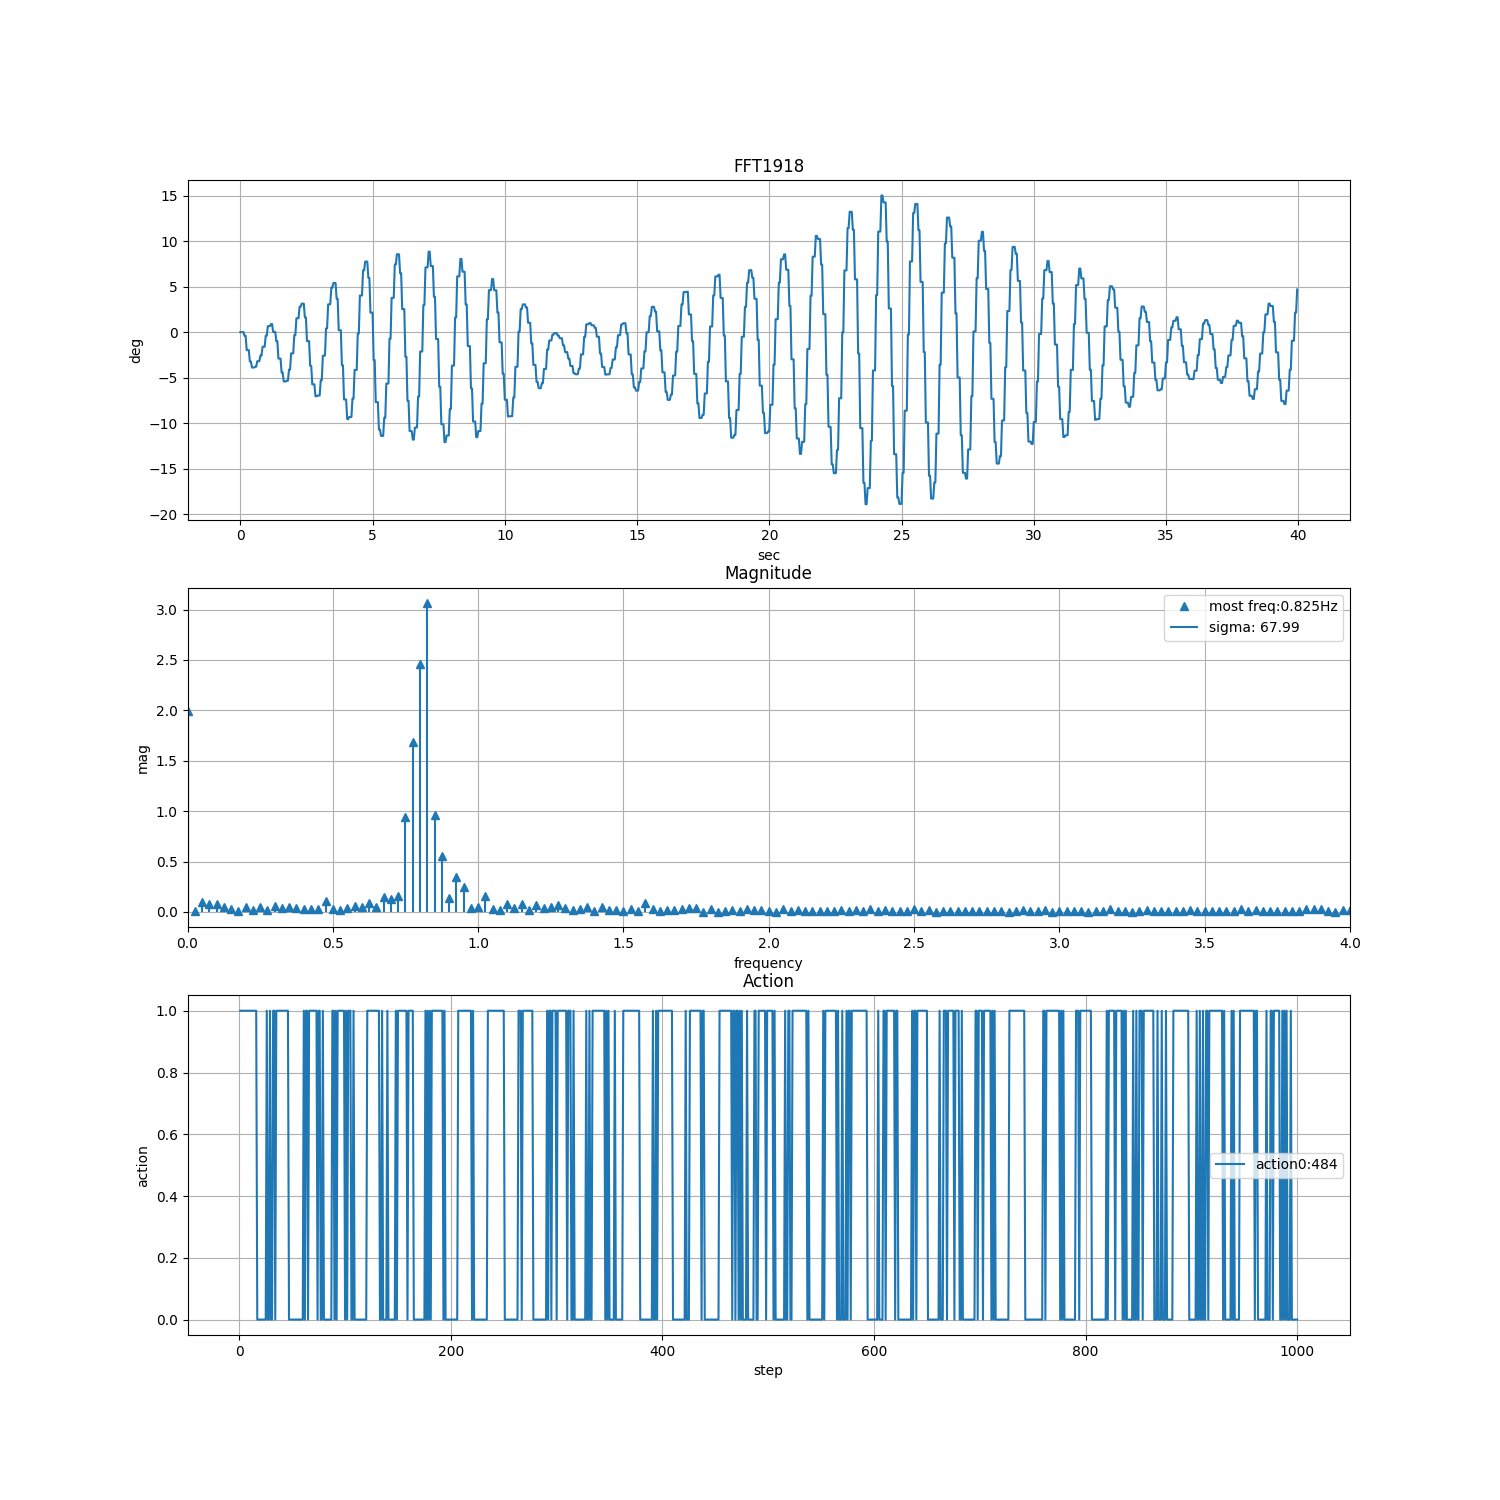 FFT1918
15
10
5
0
−5
−10
−15
−20
deg
0 5 10 15 20 25 30 35 40
sec
Magnitude
most freq:0.825Hz
sigma: 67.99
3.0
2.5
2.0
1.5
1.0
0.5
0.0
mag
0.0 0.5 1.0 1.5 2.0 2.5 3.0 3.5 4.0
frequency
Action
1.0
0.8
0.6
0.4
0.2
0.0
action
action0:484
0 200 400 600 800 1000
step